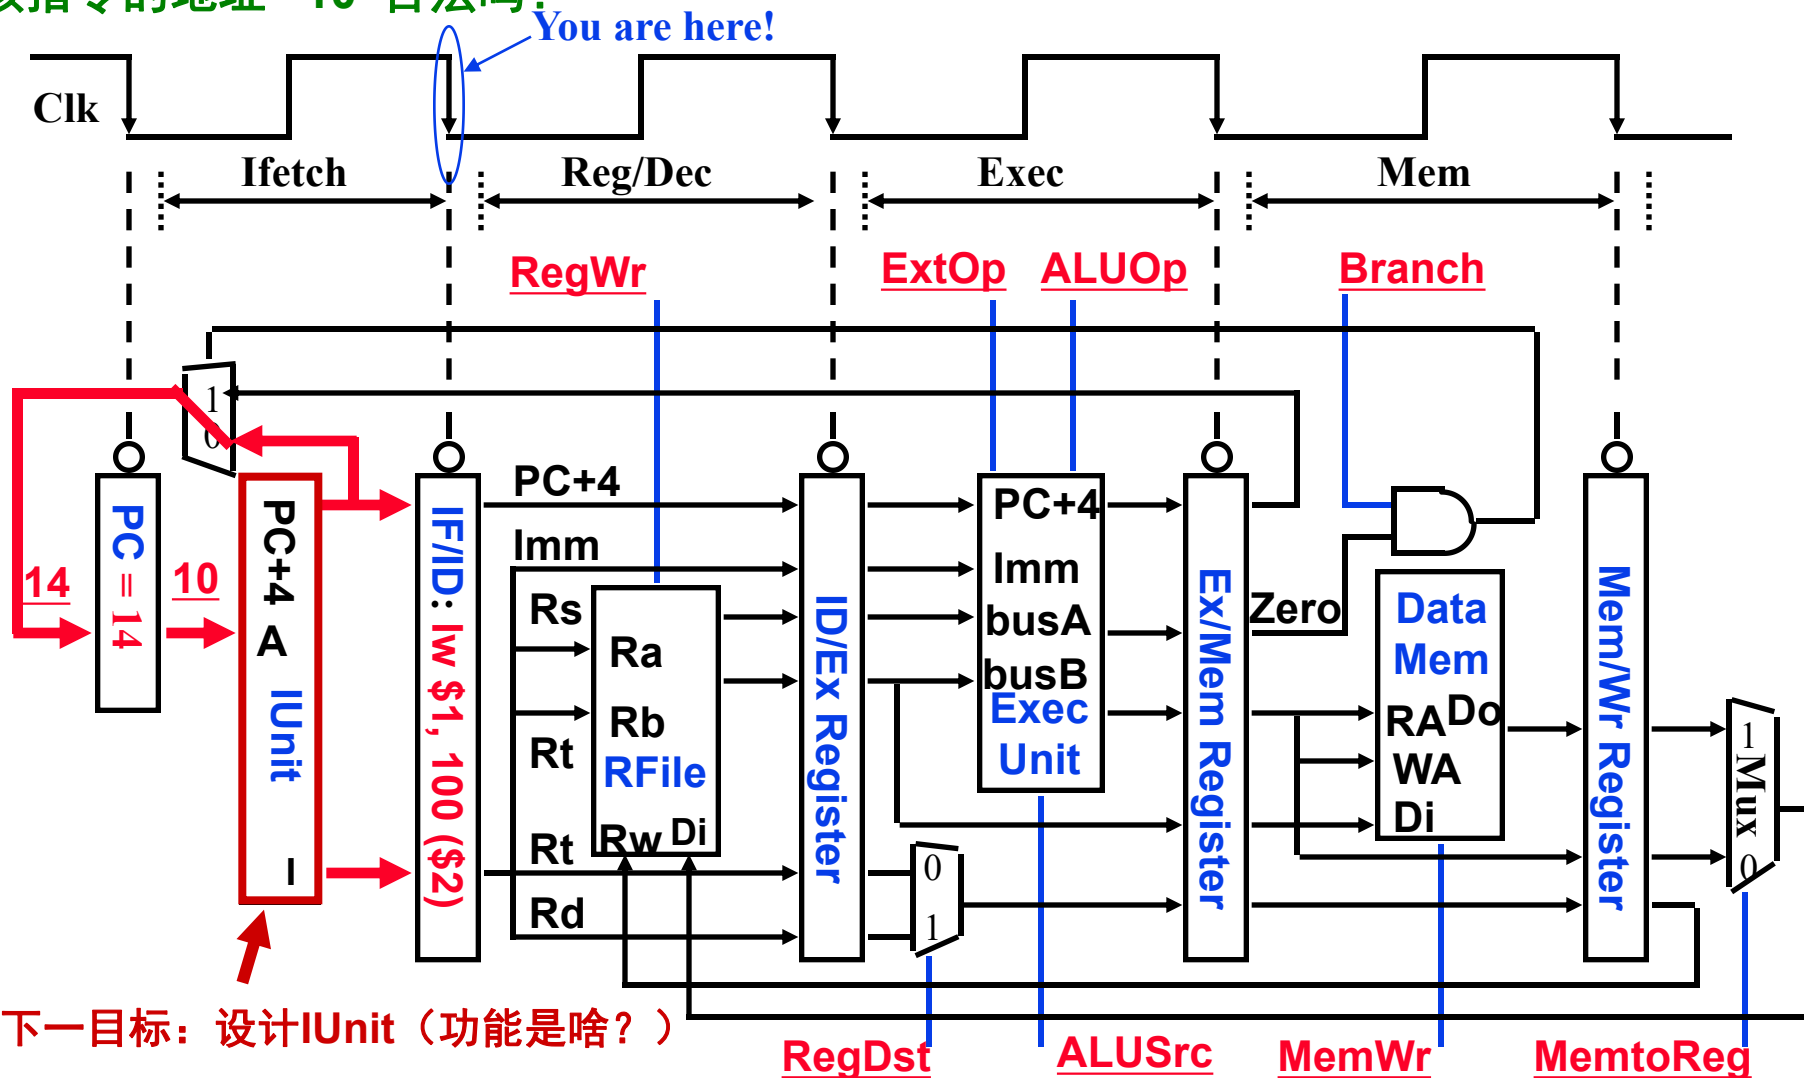 You are here!
Clk
Ifetch
Reg/Dec
Exec
Mem
RegWr
ExtOp
ALUOp
Branch
1
0
PC = 14
14
10
PC+4
A
IUnit
I
IF/ID: lw $1, 100 ($2)
PC+4
Imm
Rs
Rt
Ra
Rb
RFile
Rw
Di
Rt
Rd
ID/Ex Register
0
1
PC+4
Imm
busA
busB
Exec
Unit
Ex/Mem Register
Zero
Data
Mem
RA
Do
WA
Di
Mem/Wr Register
1
Mux
0
下一目标：设计IUnit（功能是啥？）
RegDst
ALUSrc
MemWr
MemtoReg